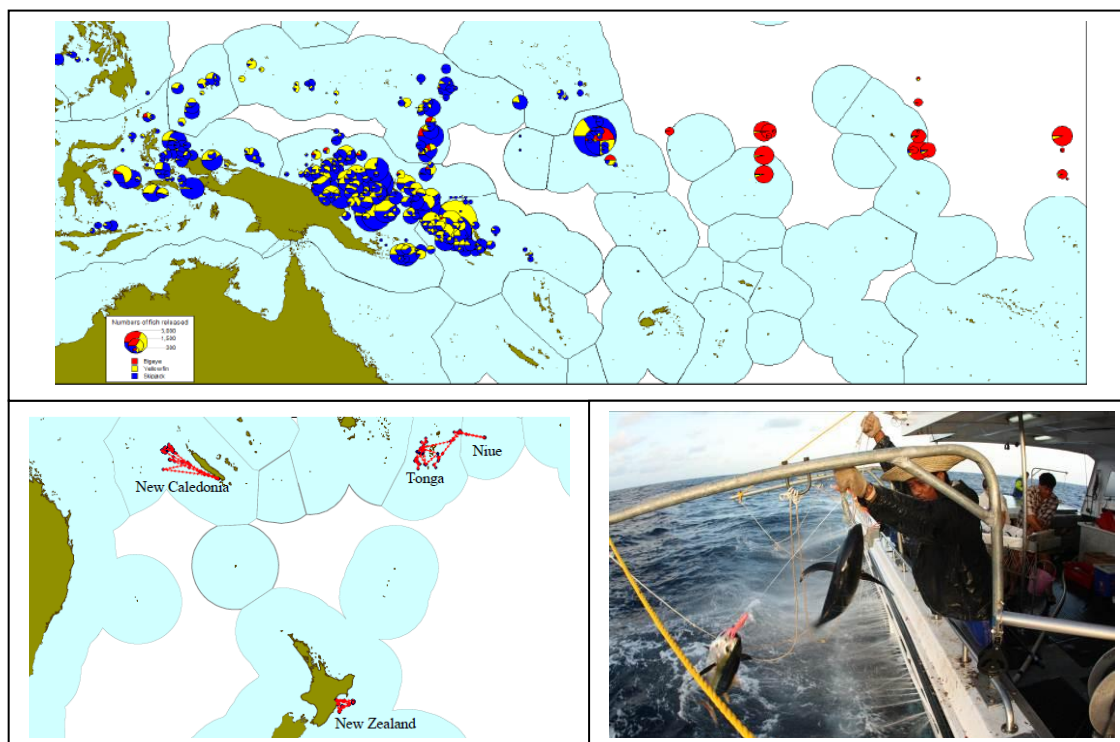 Numbers of fish released
3,000
1,500
300
Bigeye
Yellowfin
Skipjack
New Caledonia
Tonga
Niue
New Zealand